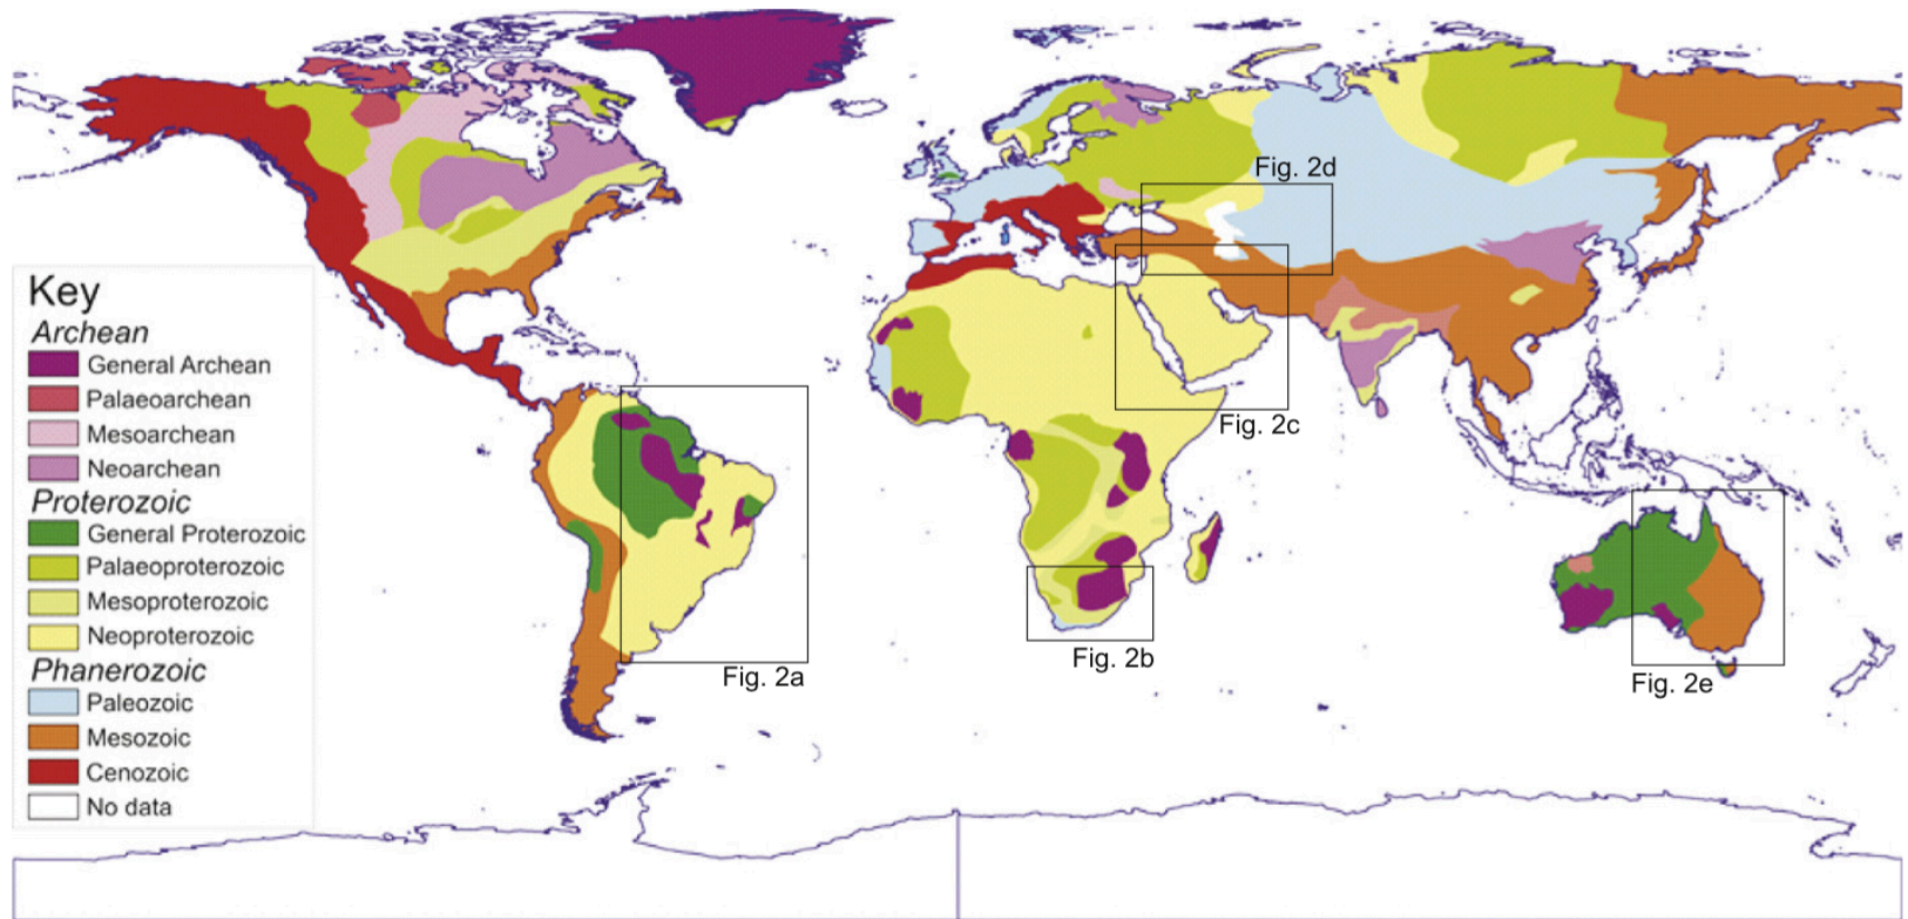 Key
Archean
General Archean
Palaeoarchean
Mesoarchean
Neoarchean
Proterozoic
General Proterozoic
Palaeoproterozoic
Mesoproterozoic
Neoproterozoic
Phanerozoic
Paleozoic
Mesozoic
Cenozoic
No data
Fig. 2d
Fig. 2c
Fig. 2b
Fig. 2a
Fig. 2e